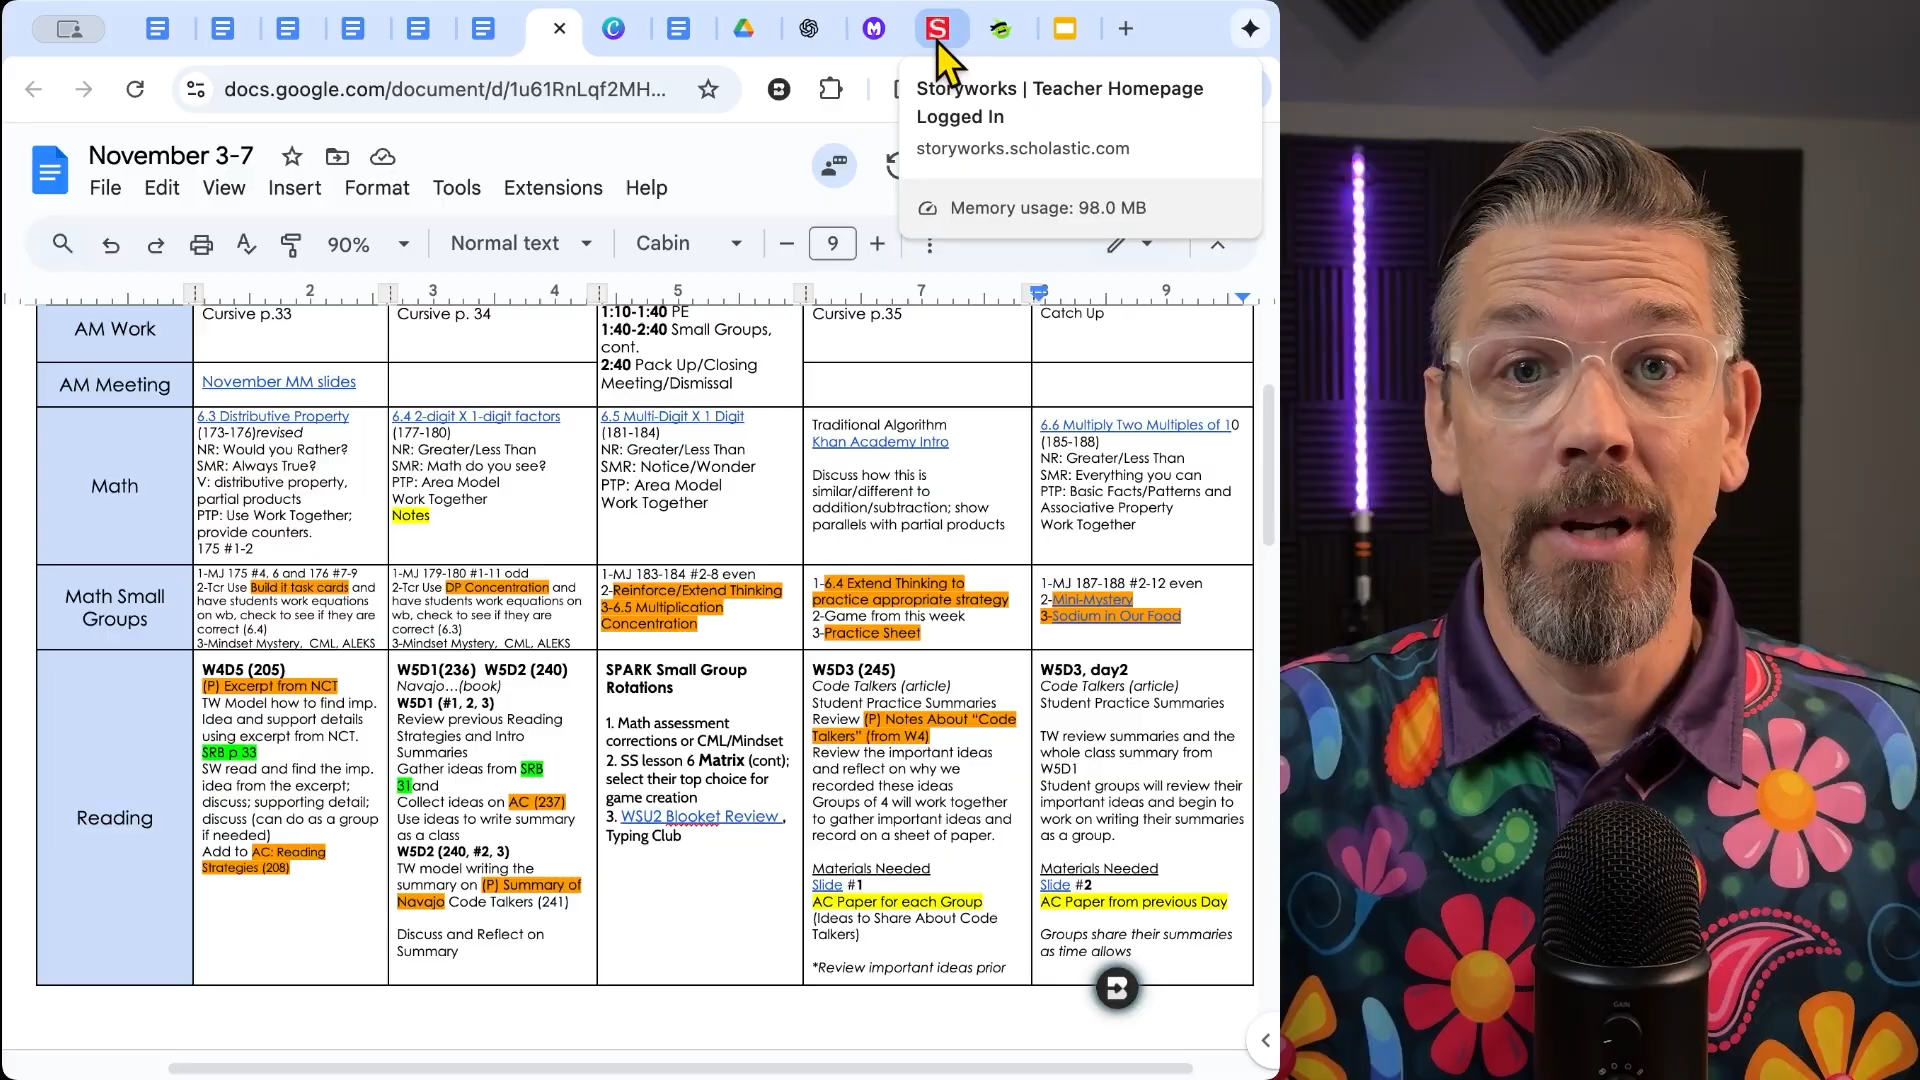 docs.google.com/document/d/1u61RnLqf2MH...
Storyworks | Teacher Homepage
Logged In
storyworks.scholastic.com
Memory usage: 98.0 MB
November 3-7
File Edit View Insert Format Tools Extensions Help
90% Normal text Cabin 9
2 3 4 5 7 9
AM Work
Cursive p.33
Cursive p. 34
1:10-1:40 PE
1:40-2:40 Small Groups,
cont.
2:40 Pack Up/Closing
Meeting/Dismissal
Cursive p.35
Catch Up
AM Meeting
November MM slides
Math
6.3 Distributive Property
(173-176)revised
NR: Would you Rather?
SMR: Always True?
V: distributive property,
partial products
PTP: Use Work Together;
provide counters.
175 #1-2
6.4 2-digit X 1-digit factors
(177-180)
NR: Greater/Less Than
SMR: Math do you see?
PTP: Area Model
Work Together
Notes
6.5 Multi-Digit X 1 Digit
(181-184)
NR: Greater/Less Than
SMR: Notice/Wonder
PTP: Area Model
Work Together
Traditional Algorithm
Khan Academy Intro
Discuss how this is
similar/different to
addition/subtraction; show
parallels with partial products
6.6 Multiply Two Multiples of 10
(185-188)
NR: Greater/Less Than
SMR: Everything you can
PTP: Basic Facts/Patterns and
Associative Property
Work Together
Math Small
Groups
1-MJ 175 #4, 6 and 176 #7-9
2-Tcr Use Build it task cards and
have students work equations
on wb, check to see if they are
correct (6.4)
3-Mindset Mystery, CML, ALEKS
1-MJ 179-180 #1-11 odd
2-Tcr Use DP Concentration and
have students work equations on
wb, check to see if they are
correct (6.3)
3-Mindset Mystery, CML, ALEKS
1-MJ 183-184 #2-8 even
2-Reinforce/Extend Thinking
3-6.5 Multiplication
Concentration
1-6.4 Extend Thinking to
practice appropriate strategy
2-Game from this week
3-Practice Sheet
1-MJ 187-188 #2-12 even
2-Mini-Mystery
3-Sodium in Our Food
Reading
W4D5 (205)
(P) Excerpt from NCT
TW Model how to find imp.
Idea and support details
using excerpt from NCT.
SRB p 33
SW read and find the imp.
idea from the excerpt;
discuss; supporting detail;
discuss (can do as a group
if needed)
Add to AC: Reading
Strategies (208)
W5D1(236) W5D2 (240)
Navajo...(book)
W5D1 (#1, 2, 3)
Review previous Reading
Strategies and Intro
Summaries
Gather ideas from SRB
31and
Collect ideas on AC (237)
Use ideas to write summary
as a class
W5D2 (240, #2, 3)
TW model writing the
summary on (P) Summary of
Navajo Code Talkers (241)
Discuss and Reflect on
Summary
SPARK Small Group
Rotations
1. Math assessment
corrections or CML/Mindset
2. SS lesson 6 Matrix (cont);
select their top choice for
game creation
3. WSU2 Blooket Review ,
Typing Club
W5D3 (245)
Code Talkers (article)
Student Practice Summaries
Review (P) Notes About “Code
Talkers” (from W4)
Review the important ideas
and reflect on why we
recorded these ideas
Groups of 4 will work together
to gather important ideas and
record on a sheet of paper.
Materials Needed
Slide #1
AC Paper for each Group
(Ideas to Share About Code
Talkers)
*Review important ideas prior
W5D3, day2
Code Talkers (article)
Student Practice Summaries
TW review summaries and the
whole class summary from
W5D1
Student groups will review their
important ideas and begin to
work on writing their summaries
as a group.
Materials Needed
Slide #2
AC Paper from previous Day
Groups share their summaries
as time allows
GAIN